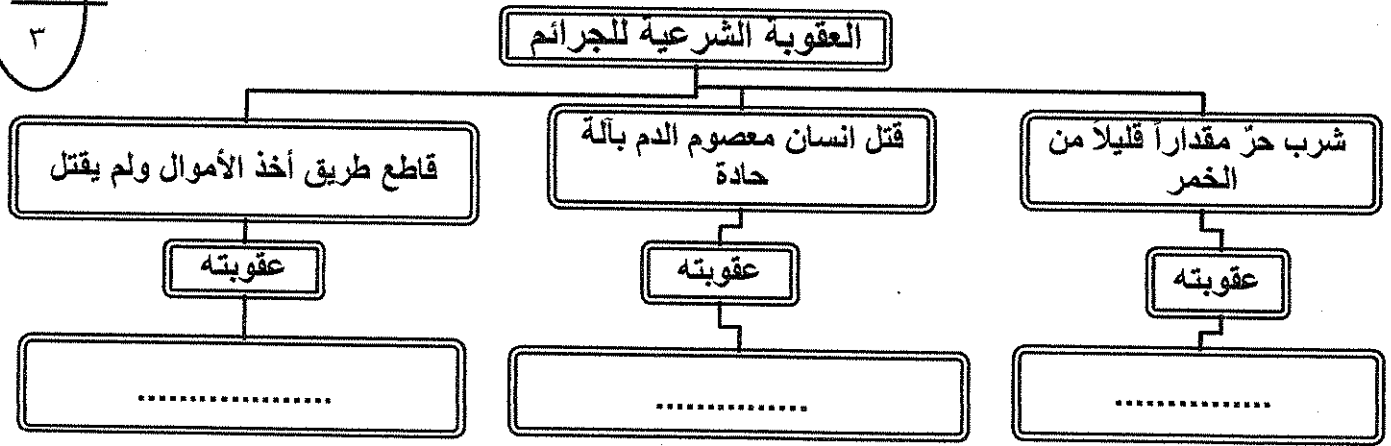 ٣
العقوبة الشرعية للجرائم
شرب حرّ مقداراً قليلاً من
الخمر
قتل انسان معصوم الدم بآلة
حادة
قاطع طريق أخذ الأموال ولم يقتل
عقوبته
عقوبته
عقوبته
...............
...............
..................